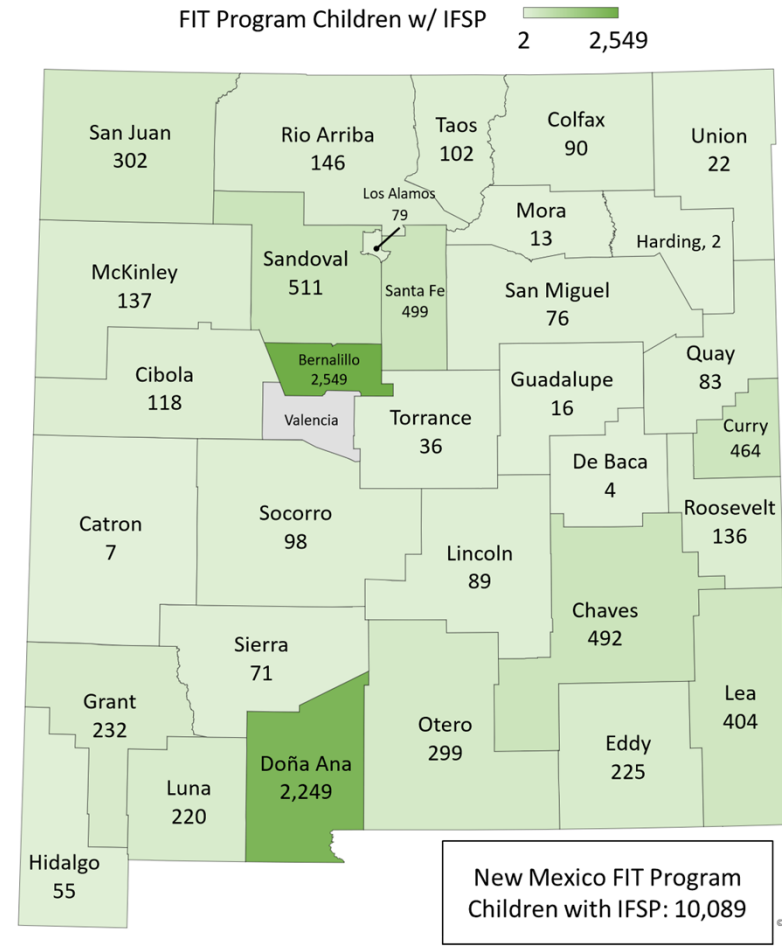 FIT Program Children w/ IFSP
2 2,549
San Juan
302
Rio Arriba
146
Taos
102
Colfax
90
Union
22
Los Alamos
79
Mora
13
Harding, 2
McKinley
137
Sandoval
511
Santa Fe
499
San Miguel
76
Quay
83
Cibola
118
Bernalillo
2,549
Valencia
Torrance
36
Guadalupe
16
Curry
464
De Baca
4
Roosevelt
136
Catron
7
Socorro
98
Lincoln
89
Chaves
492
Sierra
71
Grant
232
Lea
404
Otero
299
Eddy
225
Doña Ana
2,249
Luna
220
Hidalgo
55
New Mexico FIT Program
Children with IFSP: 10,089